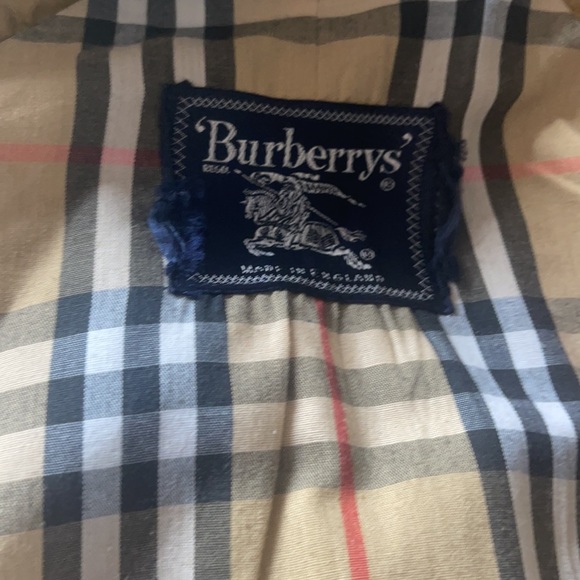 'Burberrys'
REGD.
®
®
MADE IN ENGLAND